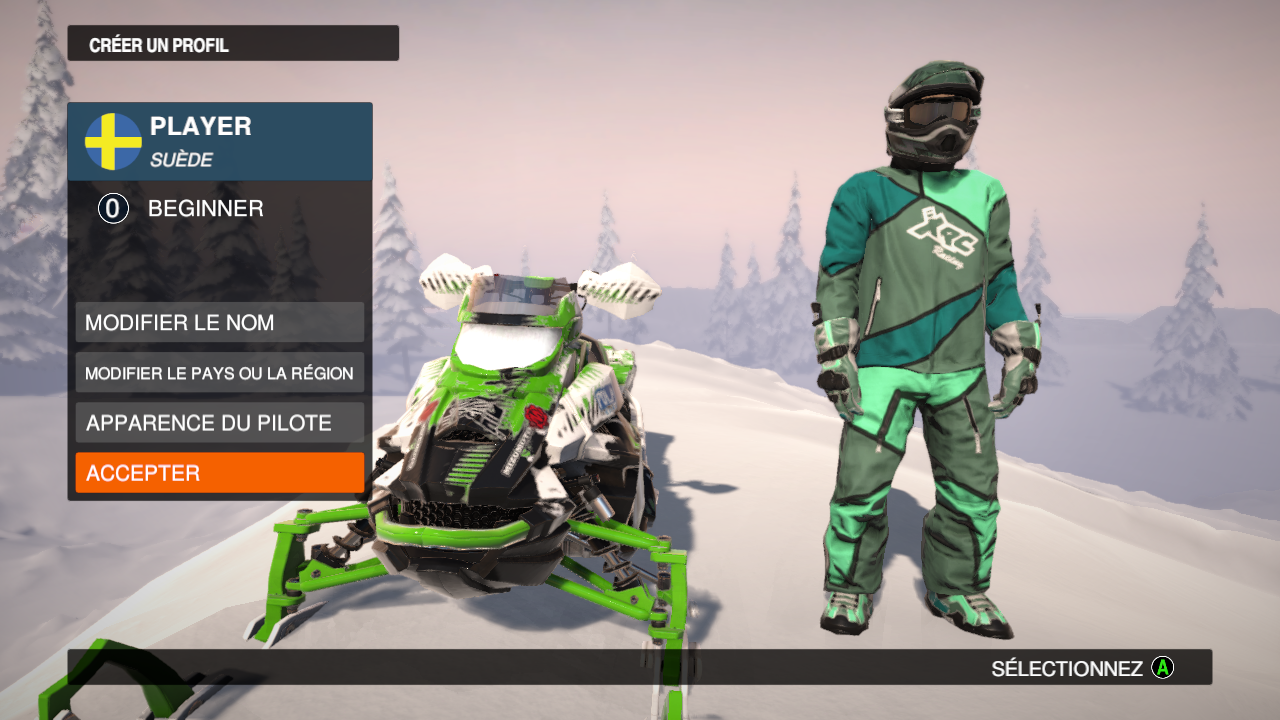 CRÉER UN PROFIL
PLAYER
SUÈDE
0 BEGINNER
MODIFIER LE NOM
MODIFIER LE PAYS OU LA RÉGION
APPARENCE DU PILOTE
ACCEPTER
XRC
Racing
SÉLECTIONNEZ A